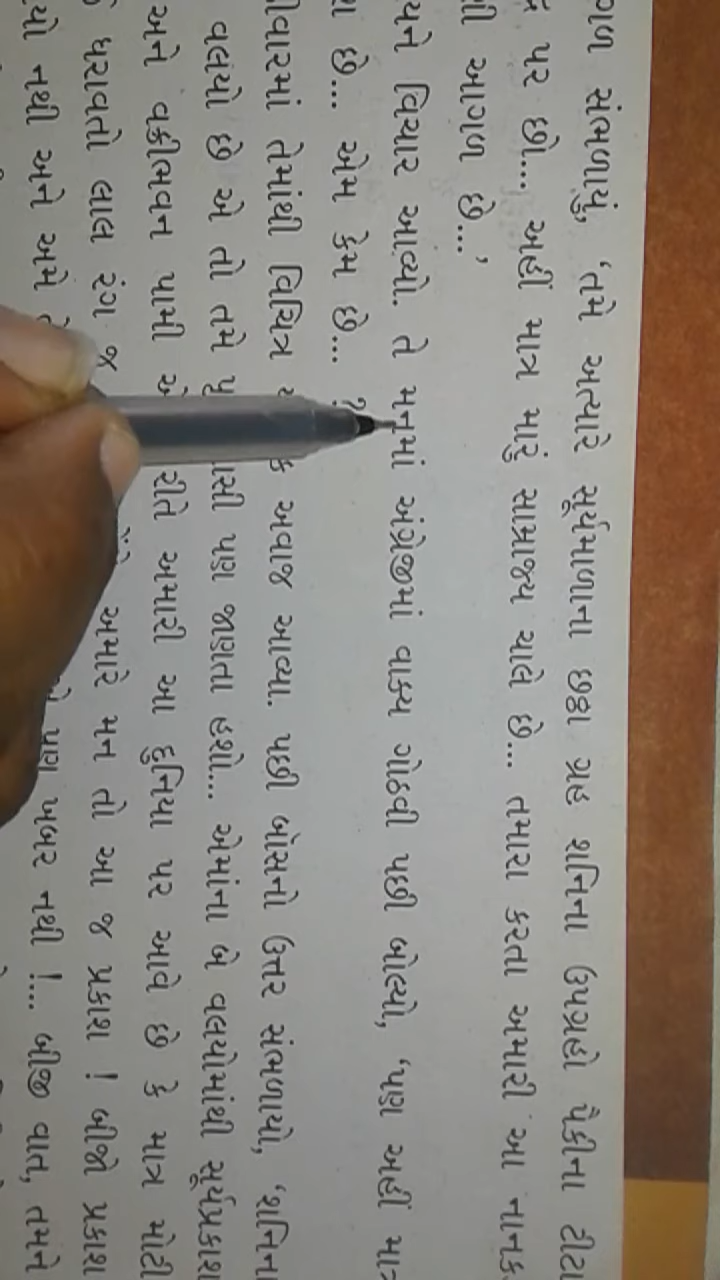 સંભળાયું, 'તમે અત્યારે સૂર્યમાળાના છઠ્ઠા ગ્રહ શનિના ઉપગ્રહો પૈકીના ટીટા
પર છો... અહીં માત્ર મારું સામ્રાજ્ય ચાલે છે... તમારા કરતા અમારી આ નાનક
આગળ છે...'
વિચાર આવ્યો. તે મનમાં અંગ્રેજીમાં વાક્ય ગોઠવી પછી બોલ્યો, 'પણ અહીં માત્ર
છે... એમ કેમ છે... ?
તેમાંથી વિચિત્ર અવાજ આવ્યા. પછી બોસનો ઉત્તર સંભળાયો, 'શનિના
વલયો છે એ તો તમે પણ જાણતા હશો... એમાંના બે વલયોમાંથી સૂર્યપ્રકાશ
અને વક્રીભવન પામી રીતે અમારી આ દુનિયા પર આવે છે કે માત્ર મોટી
ધરાવતો લાલ રંગ જ અમારે મન તો આ જ પ્રકાશ ! બીજો પ્રકાશ
નથી અને અમે પણ ખબર નથી !... બીજી વાત, તમને